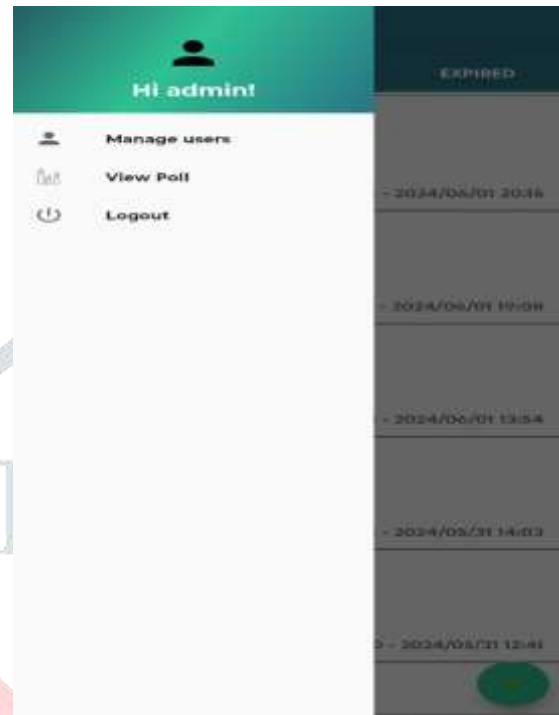 Hi admin!
EXPIRED
Manage users
View Poll
Logout
- 2024/06/01 20:16
- 2024/06/01 19:08
- 2024/06/01 13:54
- 2024/05/31 14:03
- 2024/05/31 12:41